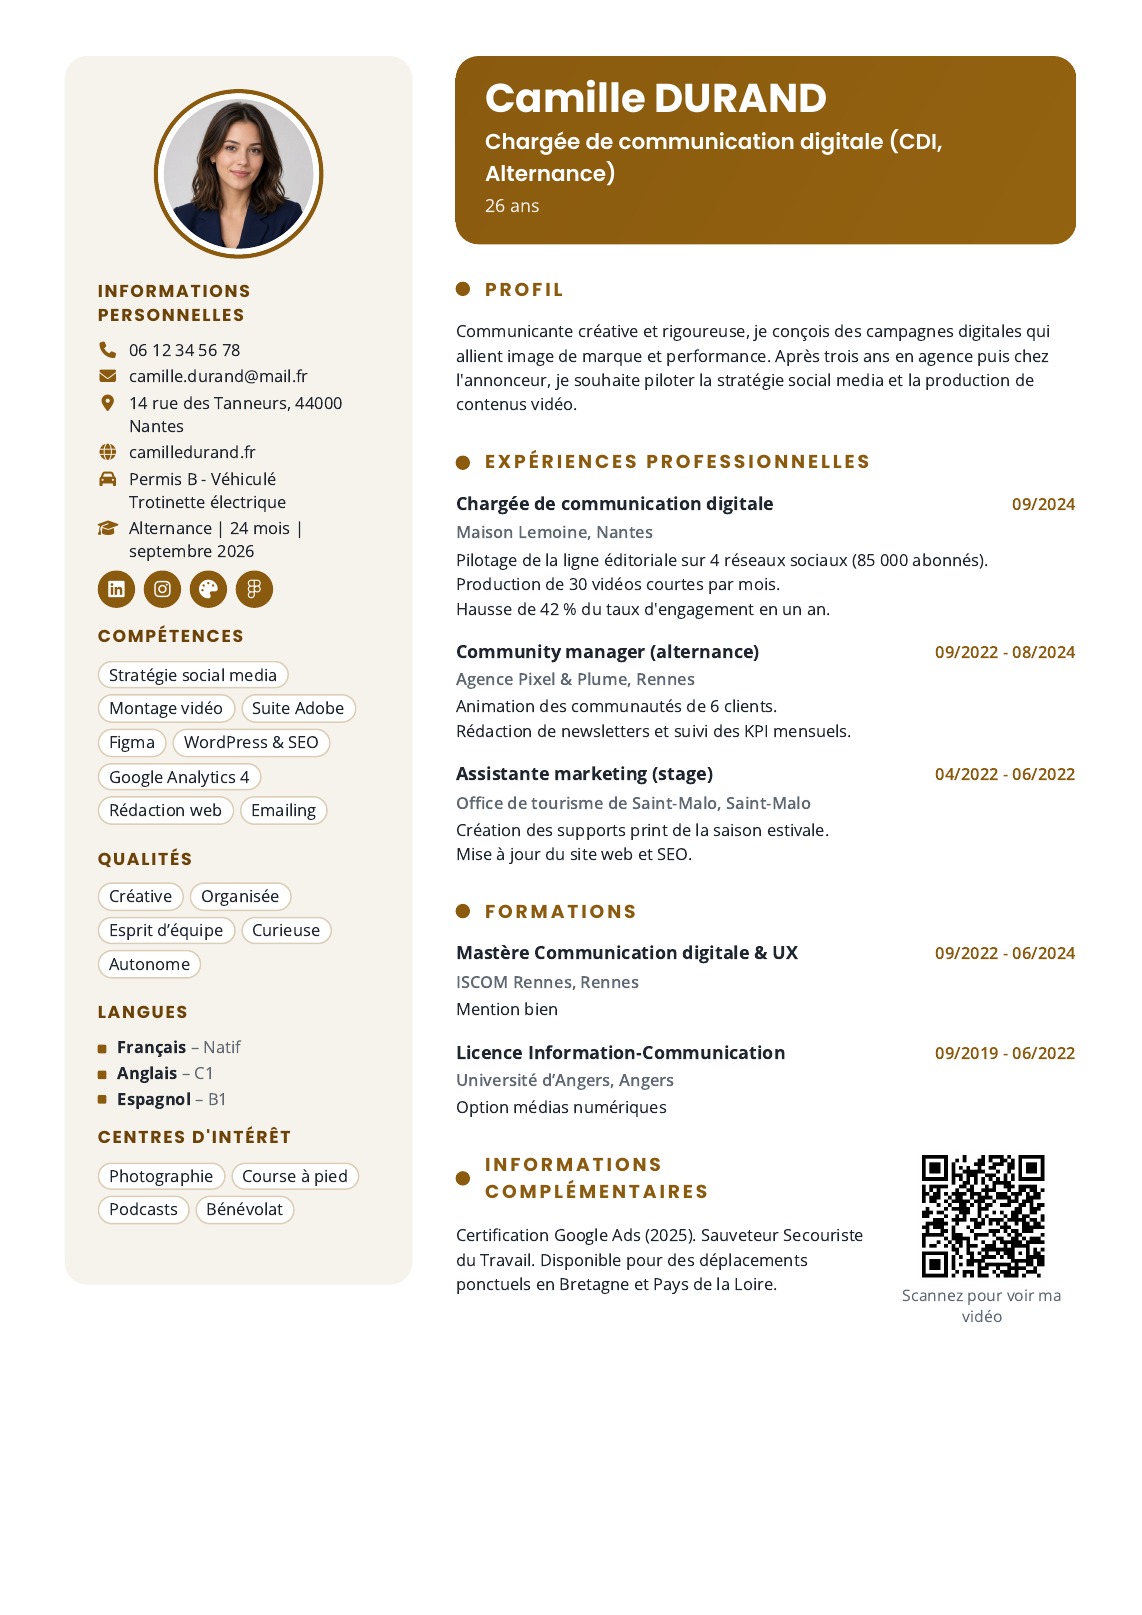 INFORMATIONS
PERSONNELLES
06 12 34 56 78
camille.durand@mail.fr
14 rue des Tanneurs, 44000
Nantes
camilledurand.fr
Permis B - Véhiculé
Trotinette électrique
Alternance | 24 mois |
septembre 2026
COMPÉTENCES
Stratégie social media
Montage vidéo Suite Adobe
Figma WordPress & SEO
Google Analytics 4
Rédaction web Emailing
QUALITÉS
Créative Organisée
Esprit d’équipe Curieuse
Autonome
LANGUES
Français – Natif
Anglais – C1
Espagnol – B1
CENTRES D'INTÉRÊT
Photographie Course à pied
Podcasts Bénévolat
Camille DURAND
Chargée de communication digitale (CDI,
Alternance)
26 ans
PROFIL
Communicante créative et rigoureuse, je conçois des campagnes digitales qui
allient image de marque et performance. Après trois ans en agence puis chez
l'annonceur, je souhaite piloter la stratégie social media et la production de
contenus vidéo.
EXPÉRIENCES PROFESSIONNELLES
Chargée de communication digitale 09/2024
Maison Lemoine, Nantes
Pilotage de la ligne éditoriale sur 4 réseaux sociaux (85 000 abonnés).
Production de 30 vidéos courtes par mois.
Hausse de 42 % du taux d'engagement en un an.
Community manager (alternance) 09/2022 - 08/2024
Agence Pixel & Plume, Rennes
Animation des communautés de 6 clients.
Rédaction de newsletters et suivi des KPI mensuels.
Assistante marketing (stage) 04/2022 - 06/2022
Office de tourisme de Saint-Malo, Saint-Malo
Création des supports print de la saison estivale.
Mise à jour du site web et SEO.
FORMATIONS
Mastère Communication digitale & UX 09/2022 - 06/2024
ISCOM Rennes, Rennes
Mention bien
Licence Information-Communication 09/2019 - 06/2022
Université d’Angers, Angers
Option médias numériques
INFORMATIONS
COMPLÉMENTAIRES
Certification Google Ads (2025). Sauveteur Secouriste
du Travail. Disponible pour des déplacements
ponctuels en Bretagne et Pays de la Loire.
Scannez pour voir ma
vidéo